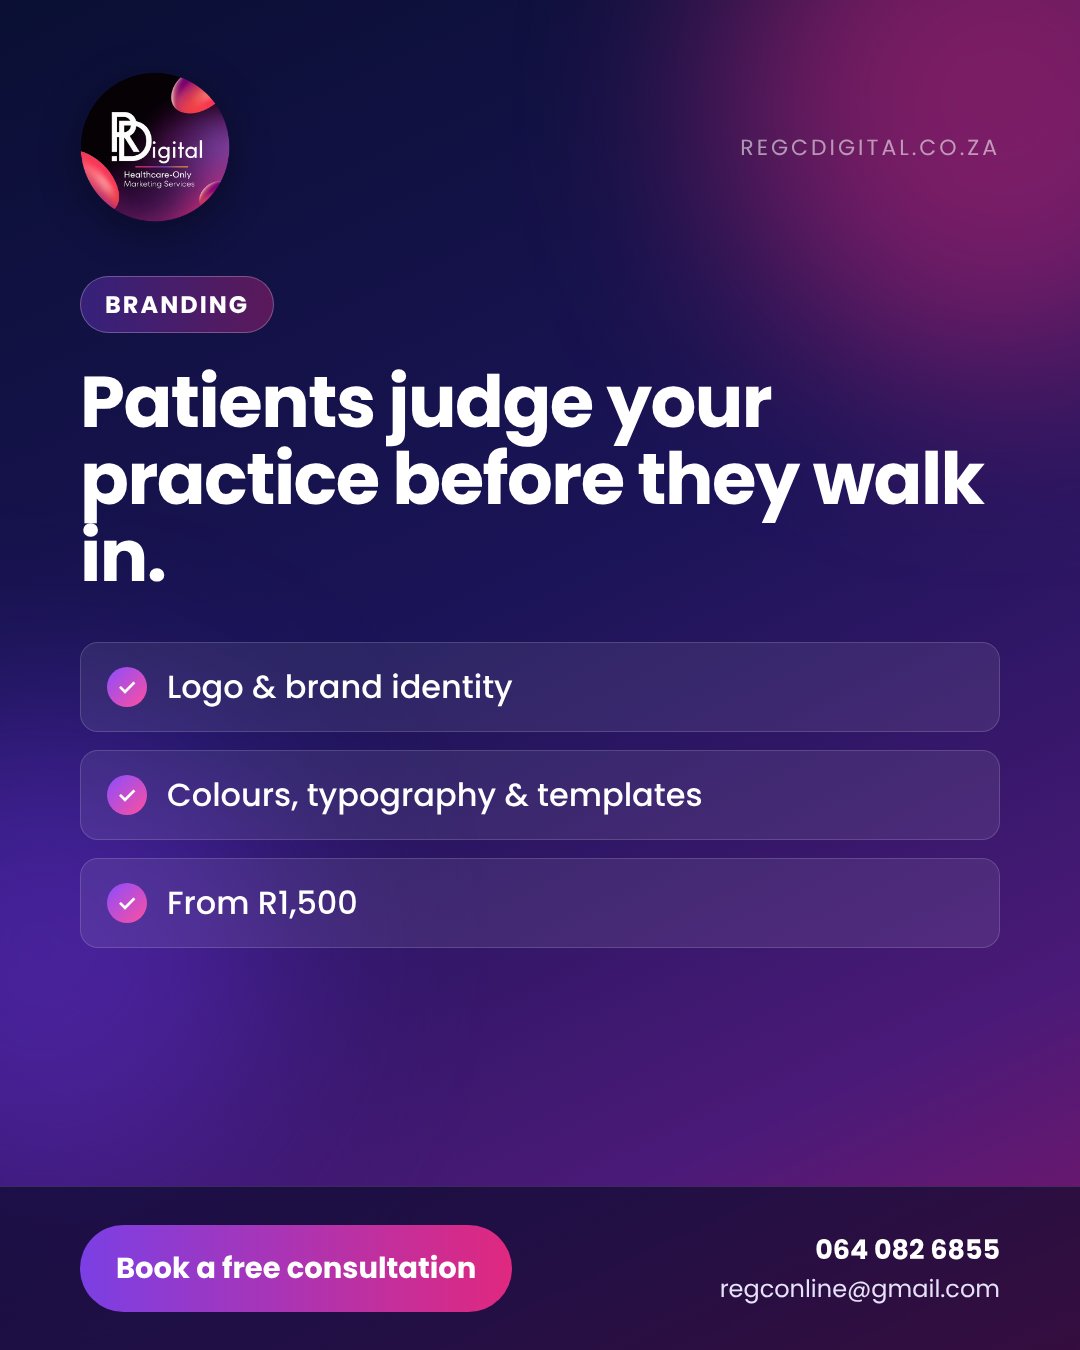 RDigital
Healthcare-Only
Marketing Services
REGCDIGITAL.CO.ZA
BRANDING
Patients judge your
practice before they walk
in.
Logo & brand identity
Colours, typography & templates
From R1,500
Book a free consultation
064 082 6855
regconline@gmail.com